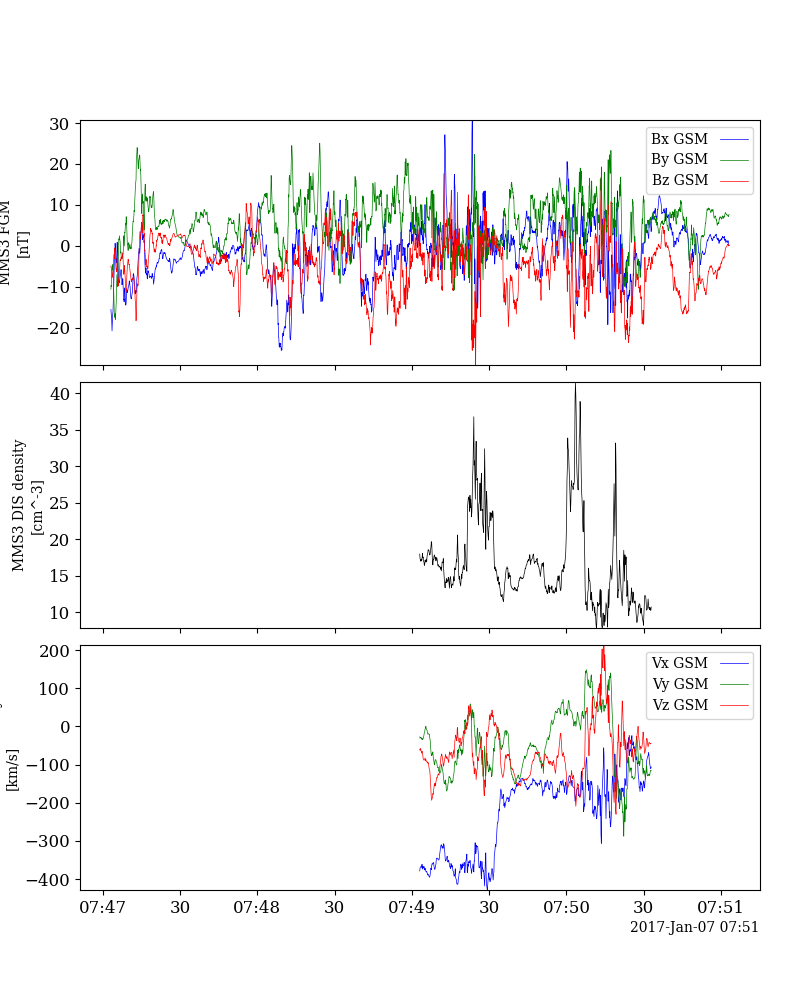 30
20
10
0
−10
−20
MMS3 FGM
[nT]
Bx GSM
By GSM
Bz GSM
40
35
30
25
20
15
10
MMS3 DIS density
[cm^-3]
200
100
0
−100
−200
−300
−400
[km/s]
Vx GSM
Vy GSM
Vz GSM
07:47 30 07:48 30 07:49 30 07:50 30 07:51
2017-Jan-07 07:51